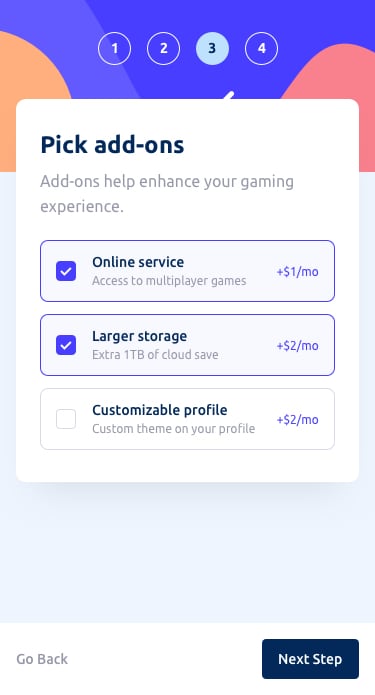 1 2 3 4
Pick add-ons
Add-ons help enhance your gaming
experience.
Online service
Access to multiplayer games
+$1/mo
Larger storage
Extra 1TB of cloud save
+$2/mo
Customizable profile
Custom theme on your profile
+$2/mo
Go Back
Next Step